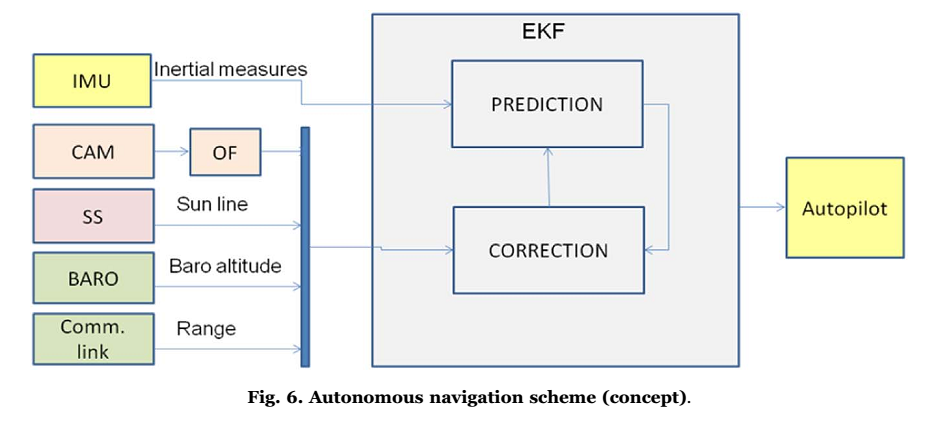 EKF
IMU
Inertial measures
PREDICTION
CAM
OF
SS
Sun line
Autopilot
CORRECTION
BARO
Baro altitude
Comm.
link
Range
Fig. 6. Autonomous navigation scheme (concept).